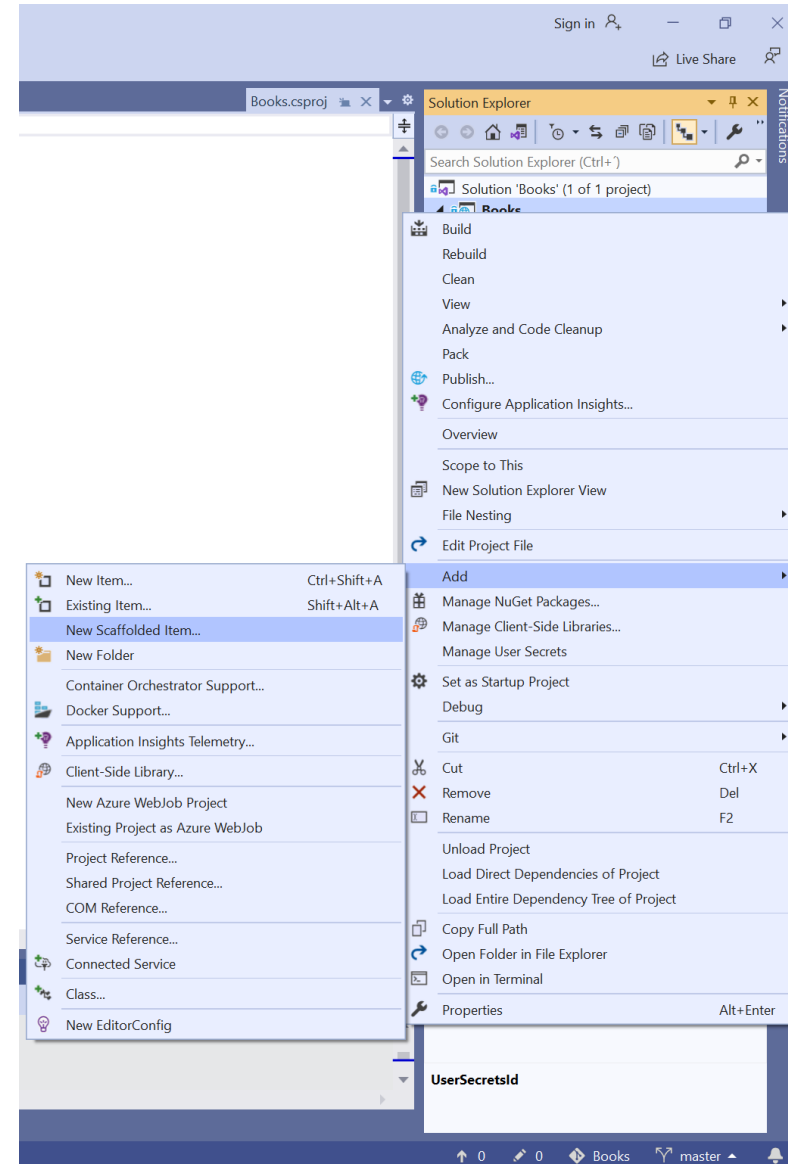 Sign in
Live Share
Books.csproj
Solution Explorer
Notifications
Search Solution Explorer (Ctrl+´)
Solution 'Books' (1 of 1 project)
Books
Build
Rebuild
Clean
View
Analyze and Code Cleanup
Pack
Publish...
Configure Application Insights...
Overview
Scope to This
New Solution Explorer View
File Nesting
Edit Project File
Add
Manage NuGet Packages...
Manage Client-Side Libraries...
Manage User Secrets
Set as Startup Project
Debug
Git
Cut Ctrl+X
Remove Del
Rename F2
Unload Project
Load Direct Dependencies of Project
Load Entire Dependency Tree of Project
Copy Full Path
Open Folder in File Explorer
Open in Terminal
Properties Alt+Enter
New Item... Ctrl+Shift+A
Existing Item... Shift+Alt+A
New Scaffolded Item...
New Folder
Container Orchestrator Support...
Docker Support...
Application Insights Telemetry...
Client-Side Library...
New Azure WebJob Project
Existing Project as Azure WebJob
Project Reference...
Shared Project Reference...
COM Reference...
Service Reference...
Connected Service
Class...
New EditorConfig
UserSecretsId
0 0 Books master